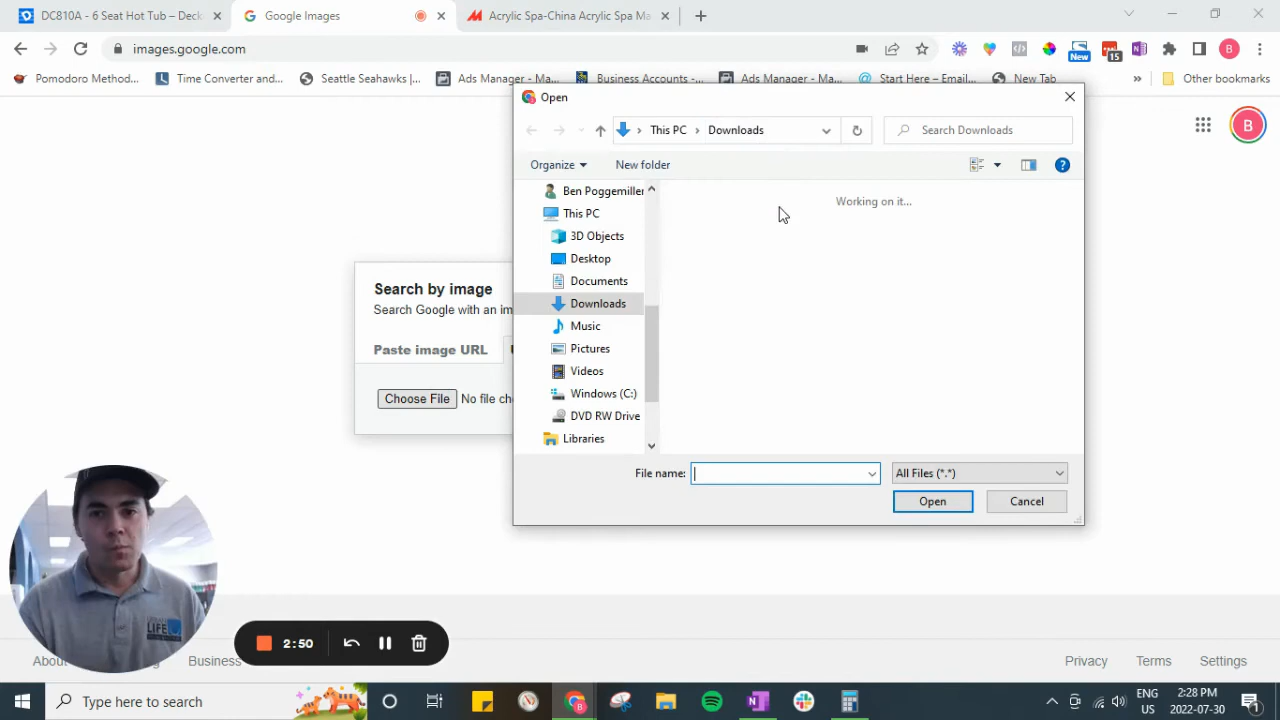 DC810A - 6 Seat Hot Tub – Deck
Google Images
Acrylic Spa-China Acrylic Spa Ma
images.google.com
New
15
B
Pomodoro Method...
Time Converter and...
Seattle Seahawks |...
Ads Manager - Ma...
Business Accounts -...
Ads Manager - Ma...
Start Here – Email...
New Tab
Other bookmarks
Open
This PC
Downloads
Search Downloads
B
Organize
New folder
Ben Poggemiller
Working on it...
This PC
3D Objects
Desktop
Documents
Downloads
Music
Pictures
Videos
Windows (C:)
DVD RW Drive
Libraries
Search by image
Search Google with an im
Paste image URL
Choose File
No file ch
File name:
All Files (*.*)
Open
Cancel
LIFE
2:50
About
Business
Privacy
Terms
Settings
Type here to search
ENG
US
2:28 PM
2022-07-30
1